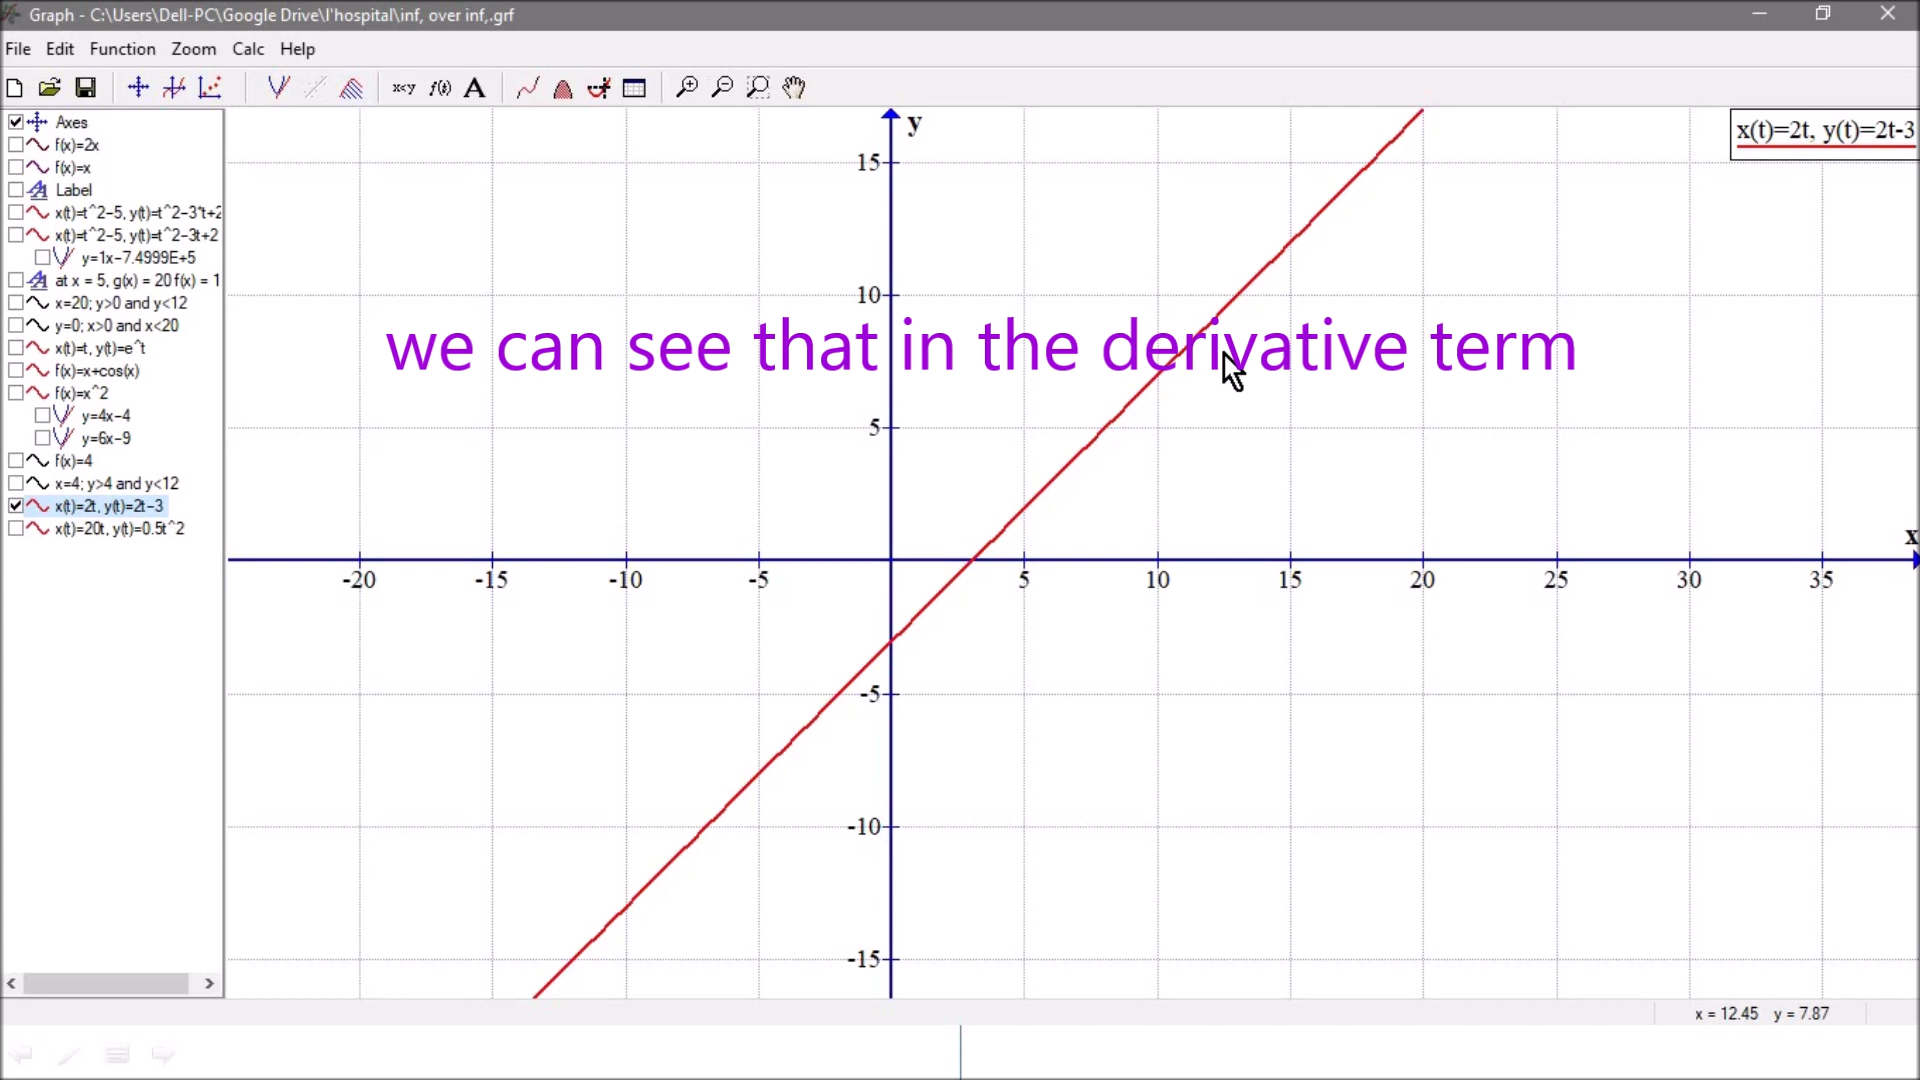 Graph - C:\Users\Dell-PC\Google Drive\l'hospital\inf, over inf,.grf
File Edit Function Zoom Calc Help
Axes
f(x)=2x
f(x)=x
Label
x(t)=t^2-5, y(t)=t^2-3*t+2
x(t)=t^2-5, y(t)=t^2-3t+2
y=1x-7.4999E+5
at x = 5, g(x) = 20 f(x) = 1
x=20; y>0 and y<12
y=0; x>0 and x<20
x(t)=t, y(t)=e^t
f(x)=x+cos(x)
f(x)=x^2
y=4x-4
y=6x-9
f(x)=4
x=4; y>4 and y<12
x(t)=2t, y(t)=2t-3
x(t)=20t, y(t)=0.5t^2
y
x(t)=2t, y(t)=2t-3
15
10
we can see that in the derivative term
5
x
-20 -15 -10 -5 5 10 15 20 25 30 35
-5
-10
-15
x = 12.45 y = 7.87